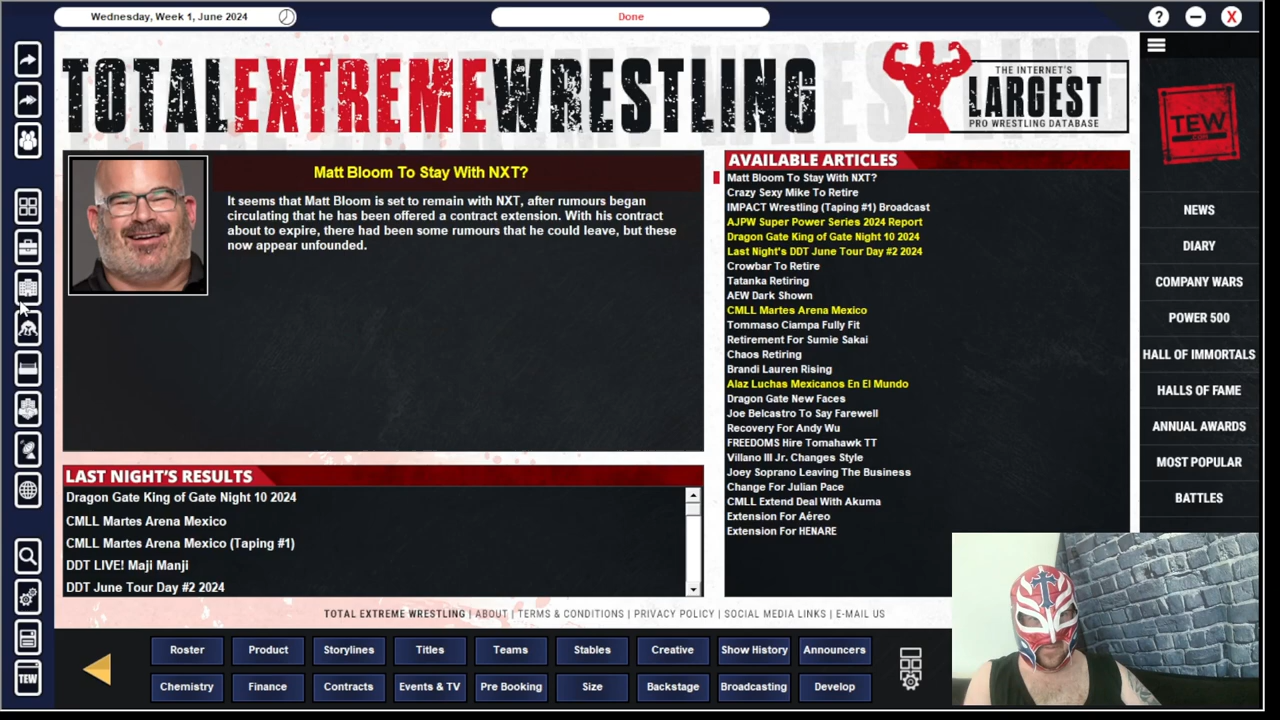 Wednesday, Week 1, June 2024
Done
?
X
TOTALEXTREMEWRESTLING
THE INTERNET'S
LARGEST
PRO WRESTLING DATABASE
TEW
.COM
Matt Bloom To Stay With NXT?
It seems that Matt Bloom is set to remain with NXT, after rumours began
circulating that he has been offered a contract extension. With his contract
about to expire, there had been some rumours that he could leave, but these
now appear unfounded.
AVAILABLE ARTICLES
Matt Bloom To Stay With NXT?
Crazy Sexy Mike To Retire
IMPACT Wrestling (Taping #1) Broadcast
AJPW Super Power Series 2024 Report
Dragon Gate King of Gate Night 10 2024
Last Night's DDT June Tour Day #2 2024
Crowbar To Retire
Tatanka Retiring
AEW Dark Shown
CMLL Martes Arena Mexico
Tommaso Ciampa Fully Fit
Retirement For Sumie Sakai
Chaos Retiring
Brandi Lauren Rising
Alaz Luchas Mexicanos En El Mundo
Dragon Gate New Faces
Joe Belcastro To Say Farewell
Recovery For Andy Wu
FREEDOMS Hire Tomahawk TT
Villano III Jr. Changes Style
Joey Soprano Leaving The Business
Change For Julian Pace
CMLL Extend Deal With Akuma
Extension For Aéreo
Extension For HENARE
NEWS
DIARY
COMPANY WARS
POWER 500
HALL OF IMMORTALS
HALLS OF FAME
ANNUAL AWARDS
MOST POPULAR
BATTLES
LAST NIGHT'S RESULTS
Dragon Gate King of Gate Night 10 2024
CMLL Martes Arena Mexico
CMLL Martes Arena Mexico (Taping #1)
DDT LIVE! Maji Manji
DDT June Tour Day #2 2024
TOTAL EXTREME WRESTLING | ABOUT | TERMS & CONDITIONS | PRIVACY POLICY | SOCIAL MEDIA LINKS | E-MAIL US
Roster Product Storylines Titles Teams Stables Creative Show History Announcers
Chemistry Finance Contracts Events & TV Pre Booking Size Backstage Broadcasting Develop
TEW